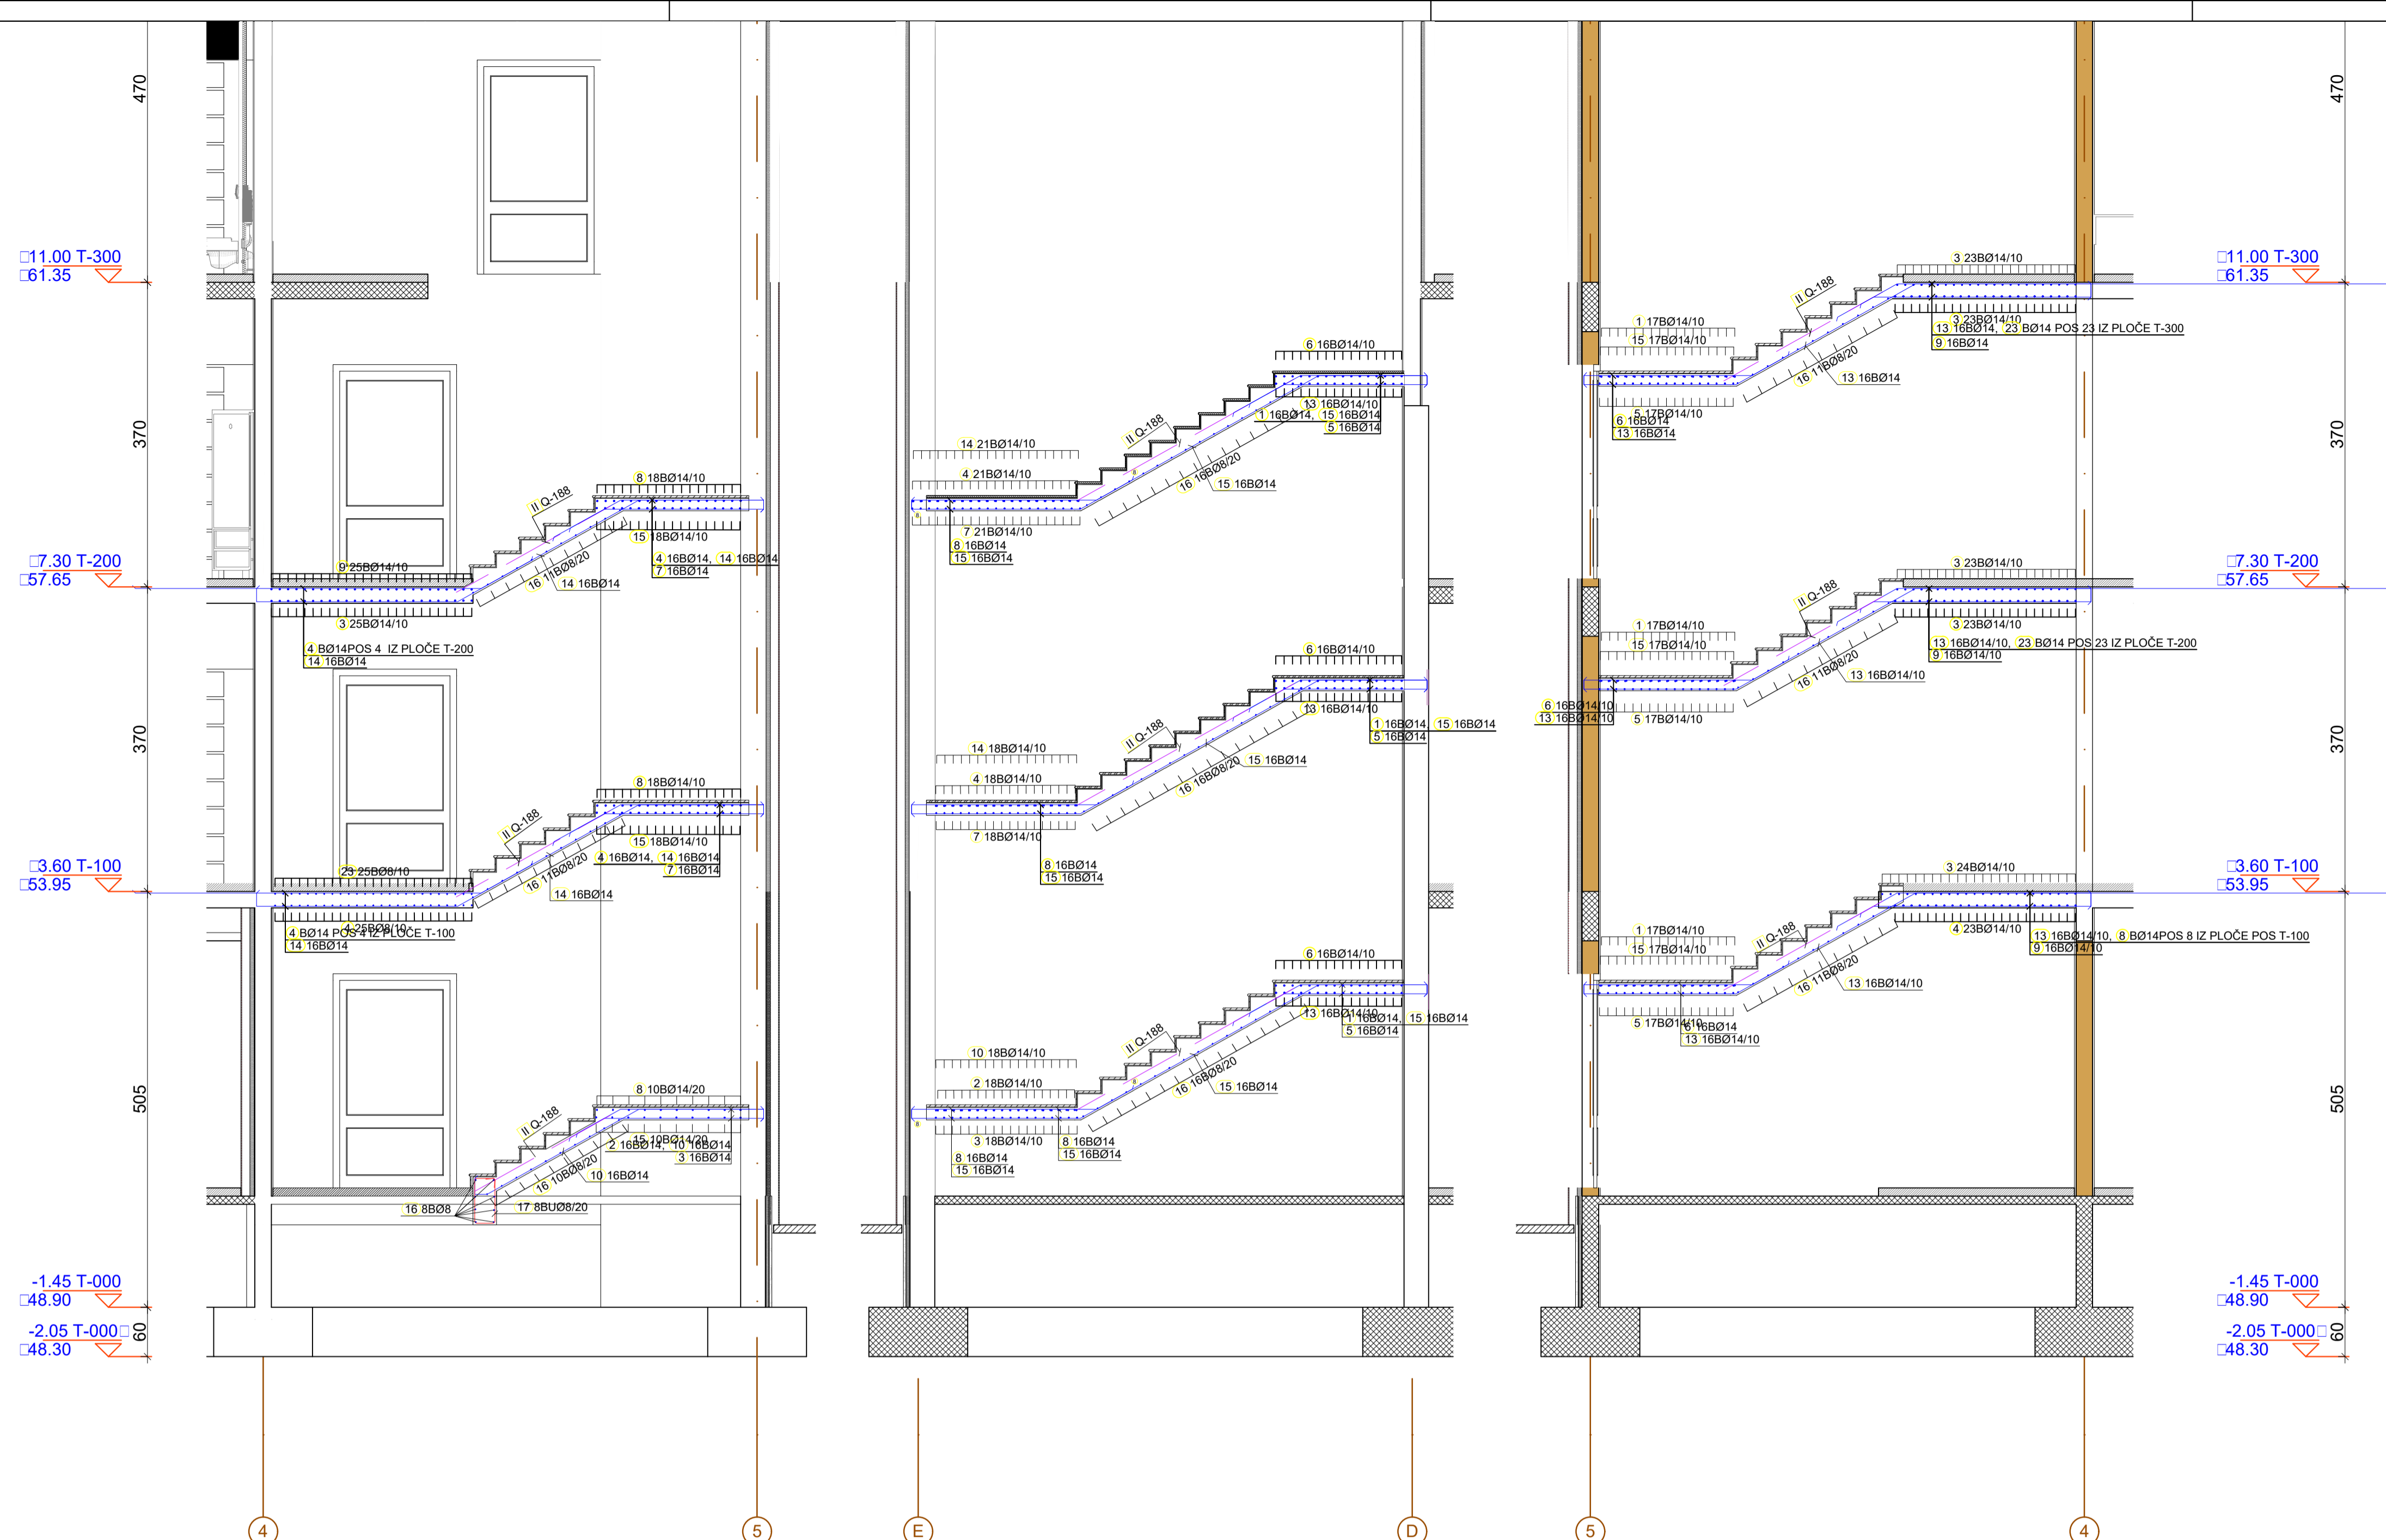 470
470
□11.00 T-300
□61.35
□11.00 T-300
□61.35
370
370
□7.30 T-200
□57.65
□7.30 T-200
□57.65
370
370
□3.60 T-100
□53.95
□3.60 T-100
□53.95
505
505
-1.45 T-000
□48.90
-1.45 T-000
□48.90
-2.05 T-000□
□48.30
-2.05 T-000□
□48.30
60
60
8 18BØ14/10
II Q-188
9 25BØ14/10
15 18BØ14/10
4 16BØ14, 14 16BØ14
7 16BØ14
16 11BØ8/20
14 16BØ14
3 25BØ14/10
4 BØ14POS 4 IZ PLOČE T-200
14 16BØ14
8 18BØ14/10
II Q-188
15 18BØ14/10
4 16BØ14, 14 16BØ14
7 16BØ14
23 25BØ8/10
16 11BØ8/20
14 16BØ14
4 25BØ8/10
4 BØ14 POS 4 IZ PLOČE T-100
14 16BØ14
8 10BØ14/20
II Q-188
15 10BØ14/20
2 16BØ14, 10 16BØ14
3 16BØ14
16 10BØ8/20
10 16BØ14
16 8BØ8
17 8BUØ8/20
6 16BØ14/10
13 16BØ14/10
1 16BØ14, 15 16BØ14
5 16BØ14
14 21BØ14/10
II Q-188
4 21BØ14/10
8
16 16BØ8/20
15 16BØ14
8
7 21BØ14/10
8 16BØ14
15 16BØ14
6 16BØ14/10
13 16BØ14/10
1 16BØ14, 15 16BØ14
5 16BØ14
14 18BØ14/10
II Q-188
4 18BØ14/10
16 16BØ8/20
15 16BØ14
7 18BØ14/10
8 16BØ14
15 16BØ14
6 16BØ14/10
13 16BØ14/10
1 16BØ14, 15 16BØ14
5 16BØ14
10 18BØ14/10
II Q-188
2 18BØ14/10
8
16 16BØ8/20
15 16BØ14
8
3 18BØ14/10
8 16BØ14
15 16BØ14
8 16BØ14
15 16BØ14
3 23BØ14/10
II Q-188
1 17BØ14/10
15 17BØ14/10
3 23BØ14/10
13 16BØ14, 23 BØ14 POS 23 IZ PLOČE T-300
9 16BØ14
16 11BØ8/20
13 16BØ14
5 17BØ14/10
6 16BØ14
13 16BØ14
3 23BØ14/10
II Q-188
1 17BØ14/10
15 17BØ14/10
3 23BØ14/10
13 16BØ14/10, 23 BØ14 POS 23 IZ PLOČE T-200
9 16BØ14/10
16 11BØ8/20
13 16BØ14/10
6 16BØ14/10
13 16BØ14/10
5 17BØ14/10
3 24BØ14/10
II Q-188
1 17BØ14/10
15 17BØ14/10
4 23BØ14/10
13 16BØ14/10, 8 BØ14POS 8 IZ PLOČE POS T-100
9 16BØ14/10
16 11BØ8/20
13 16BØ14/10
5 17BØ14/10
6 16BØ14
13 16BØ14/10
4
5
E
D
5
4